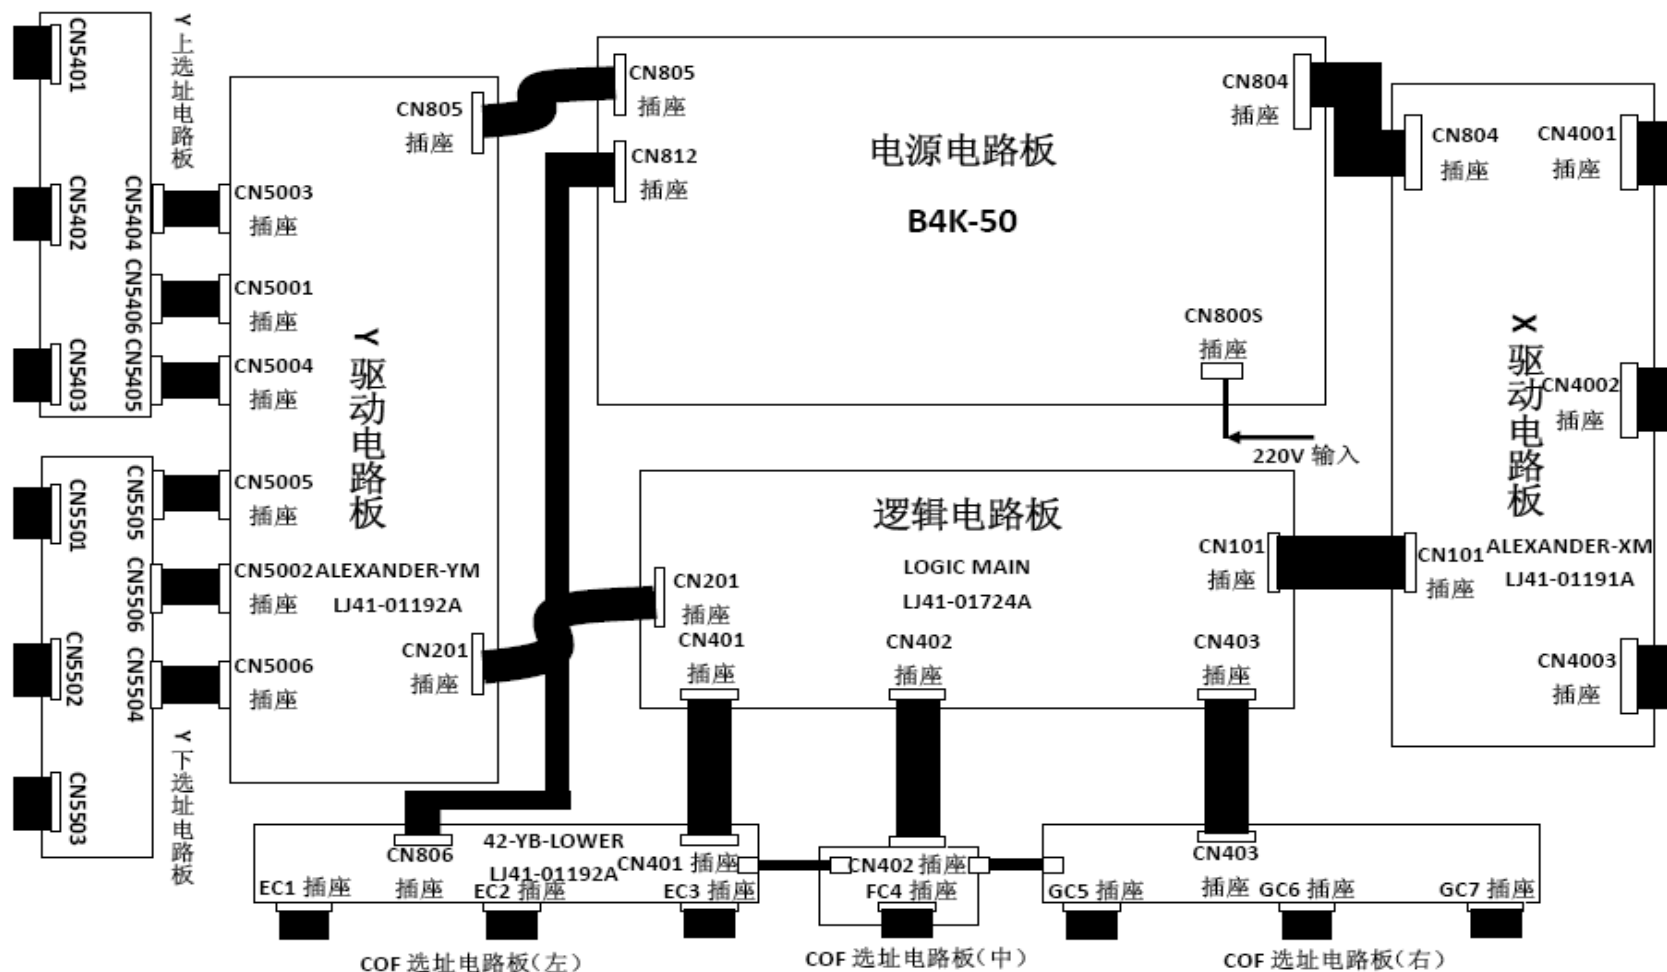 CN5401
CN5402
CN5403
CN5404
CN5406
CN5405
Y上选址电路板
CN5501
CN5502
CN5503
CN5505
CN5506
CN5504
Y下选址电路板
CN805
插座
CN5003
插座
CN5001
插座
CN5004
插座
CN5005
插座
CN5002
插座
CN5006
插座
CN201
插座
Y驱动电路板
ALEXANDER-YM
LJ41-01192A
CN805
插座
CN812
插座
电源电路板
B4K-50
CN804
插座
CN800S
插座
220V 输入
逻辑电路板
LOGIC MAIN
LJ41-01724A
CN201
插座
CN101
插座
CN401
插座
CN402
插座
CN403
插座
CN804
插座
CN4001
插座
CN4002
插座
CN4003
插座
CN101
插座
X驱动电路板
ALEXANDER-XM
LJ41-01191A
42-YB-LOWER
LJ41-01192A
CN806
插座
CN401 插座
EC1 插座
EC2 插座
EC3 插座
COF 选址电路板(左)
CN402 插座
FC4 插座
COF 选址电路板(中)
CN403
插座
GC5 插座
GC6 插座
GC7 插座
COF 选址电路板(右)